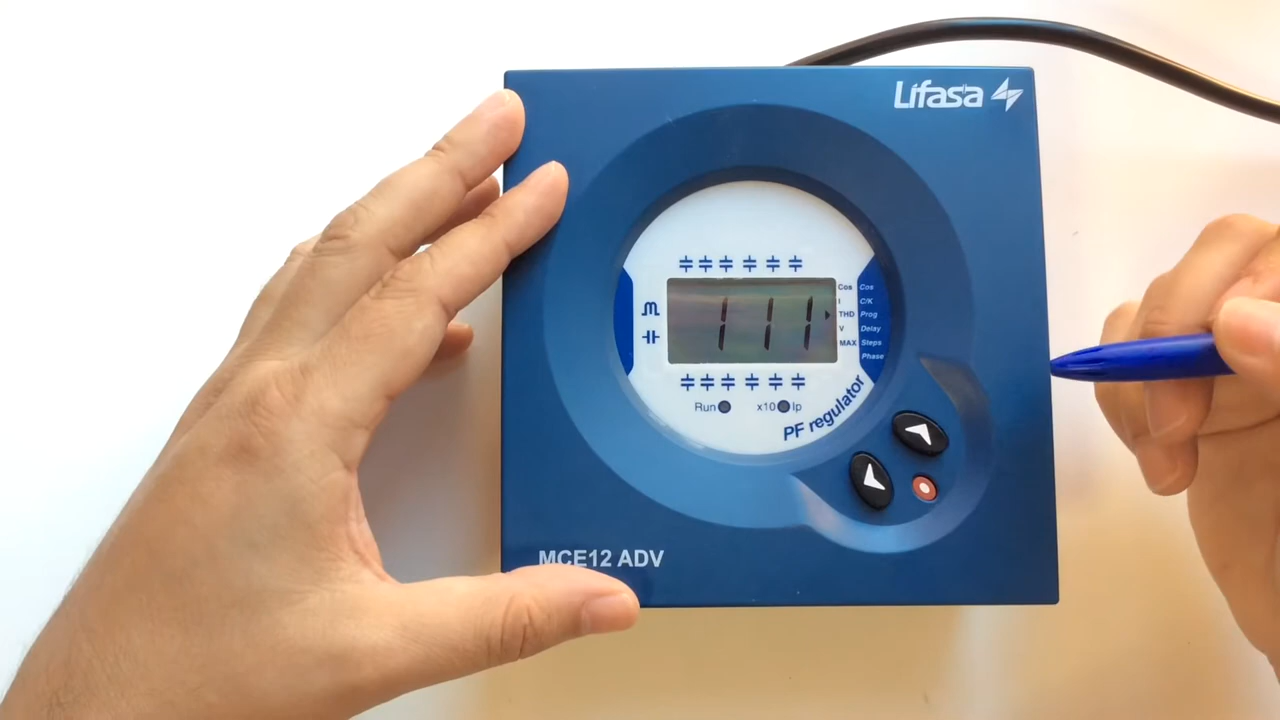 Lifasa
111
Cos Cos
I C/K
THD Prog
V Delay
MAX Steps
Phase
Run x10 Ip
PF regulator
MCE12 ADV